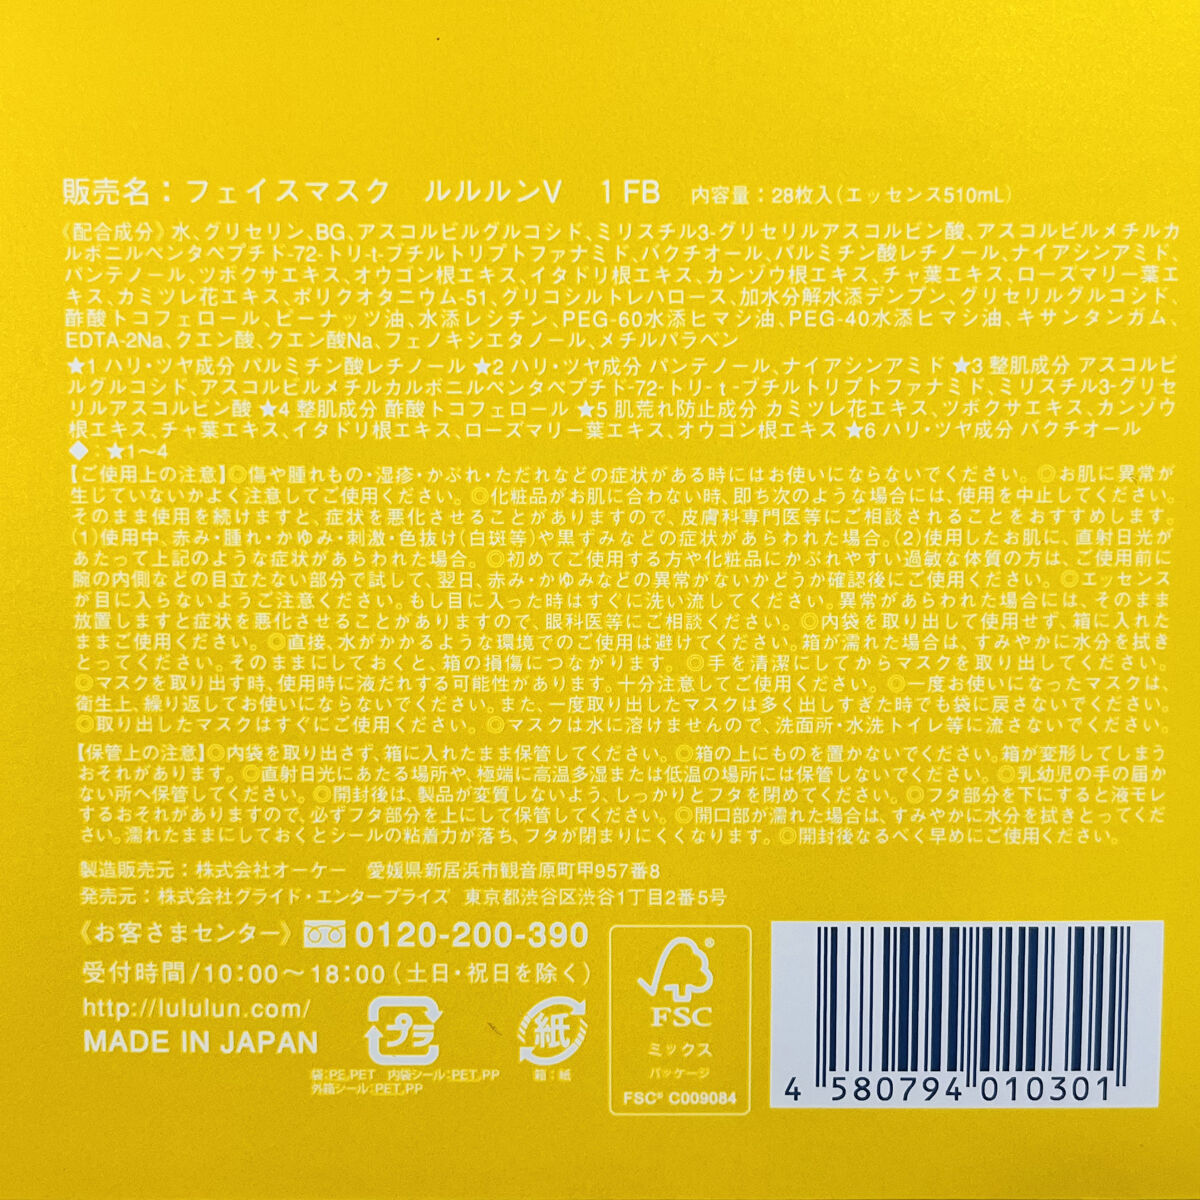 販売名：フェイスマスク　ルルルンV　1 FB　内容量：28枚入（エッセンス510mL）
《配合成分》水、グリセリン、BG、アスコルビルグルコシド、ミリスチル3-グリセリルアスコルビン酸、アスコルビルメチルカ
ルボニルペンタペプチド-72-トリ-t-ブチルトリプトファナミド、バクチオール、パルミチン酸レチノール、ナイアシンアミド、
パンテノール、ツボクサエキス、オウゴン根エキス、イタドリ根エキス、カンゾウ根エキス、チャ葉エキス、ローズマリー葉エ
キス、カミツレ花エキス、ポリクオタニウム-51、グリコシルトレハロース、加水分解水添デンプン、グリセリルグルコシド、
酢酸トコフェロール、ピーナッツ油、水添レシチン、PEG-60水添ヒマシ油、PEG-40水添ヒマシ油、キサンタンガム、
EDTA-2Na、クエン酸、クエン酸Na、フェノキシエタノール、メチルパラベン
★1 ハリ・ツヤ成分 パルミチン酸レチノール ★2 ハリ・ツヤ成分 パンテノール、ナイアシンアミド ★3 整肌成分 アスコルビ
ルグルコシド、アスコルビルメチルカルボニルペンタペプチド-72-トリ-ｔ-ブチルトリプトファナミド、ミリスチル3-グリセ
リルアスコルビン酸 ★4 整肌成分 酢酸トコフェロール ★5 肌荒れ防止成分 カミツレ花エキス、ツボクサエキス、カンゾウ
根エキス、チャ葉エキス、イタドリ根エキス、ローズマリー葉エキス、オウゴン根エキス ★6 ハリ・ツヤ成分 バクチオール
◆：★1〜4
【ご使用上の注意】◎傷や腫れもの・湿疹・かぶれ・ただれなどの症状がある時にはお使いにならないでください。◎お肌に異常が
生じていないかよく注意してご使用ください。◎化粧品がお肌に合わない時、即ち次のような場合には、使用を中止してください。
そのまま使用を続けますと、症状を悪化させることがありますので、皮膚科専門医等にご相談されることをおすすめします。
（1）使用中、赤み・腫れ・かゆみ・刺激・色抜け（白斑等）や黒ずみなどの症状があらわれた場合。（2）使用したお肌に、直射日光が
あたって上記のような症状があらわれた場合。◎初めてご使用する方や化粧品にかぶれやすい過敏な体質の方は、ご使用前に
腕の内側などの目立たない部分で試して、翌日、赤み・かゆみなどの異常がないかどうか確認後にご使用ください。◎エッセンス
が目に入らないようご注意ください。もし目に入った時はすぐに洗い流してください。異常があらわれた場合には、そのまま
放置しますと症状を悪化させることがありますので、眼科医等にご相談ください。◎内袋を取り出して使用せず、箱に入れた
ままご使用ください。◎直接、水がかかるような環境でのご使用は避けてください。箱が濡れた場合は、すみやかに水分を拭き
とってください。そのままにしておくと、箱の損傷につながります。◎手を清潔にしてからマスクを取り出してください。
◎マスクを取り出す時、使用時に液だれする可能性があります。十分注意してご使用ください。◎一度お使いになったマスクは、
衛生上、繰り返してお使いにならないでください。また、一度取り出したマスクは多く出しすぎた時でも袋に戻さないでください。
◎取り出したマスクはすぐにご使用ください。◎マスクは水に溶けませんので、洗面所・水洗トイレ等に流さないでください。
【保管上の注意】◎内袋を取り出さず、箱に入れたまま保管してください。◎箱の上にものを置かないでください。箱が変形してしまう
おそれがあります。◎直射日光にあたる場所や、極端に高温多湿または低温の場所には保管しないでください。◎乳幼児の手の届か
ない所へ保管してください。◎開封後は、製品が変質しないよう、しっかりとフタを閉めてください。◎フタ部分を下にすると液モレ
するおそれがありますので、必ずフタ部分を上にして保管してください。◎開口部が濡れた場合は、すみやかに水分を拭きとってくだ
さい。濡れたままにしておくとシールの粘着力が落ち、フタが閉まりにくくなります。◎開封後なるべく早めにご使用ください。
製造販売元：株式会社オーケー　愛媛県新居浜市観音原町甲957番8
発売元：株式会社グライド・エンタープライズ　東京都渋谷区渋谷1丁目2番5号
《お客さまセンター》0120-200-390
受付時間/10:00〜18:00（土日・祝日を除く）
http://lululun.com/
MADE IN JAPAN
プラ
紙
袋：PE,PET　内袋シール：PET,PP
外箱シール：PET,PP
箱：紙
®
FSC
ミックス
パッケージ
FSC® C009084
4 580794 010301